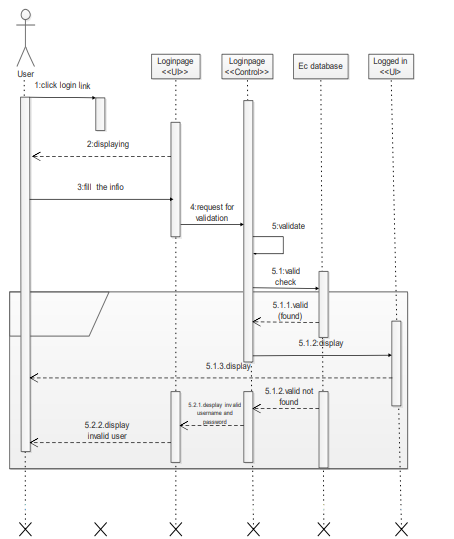 Loginpage
<<UI>>
Loginpage
<<Control>>
Ec database
Logged in
<<UI>
User
1:click login link
2:displaying
3:fill the infio
4:request for
validation
5:validate
5.1:valid
check
5.1.1.valid
(found)
5.1.2:display
5.1.3.display
5.2.1.desplay invalid
username and
password
5.1.2.valid not
found
5.2.2.display
invalid user